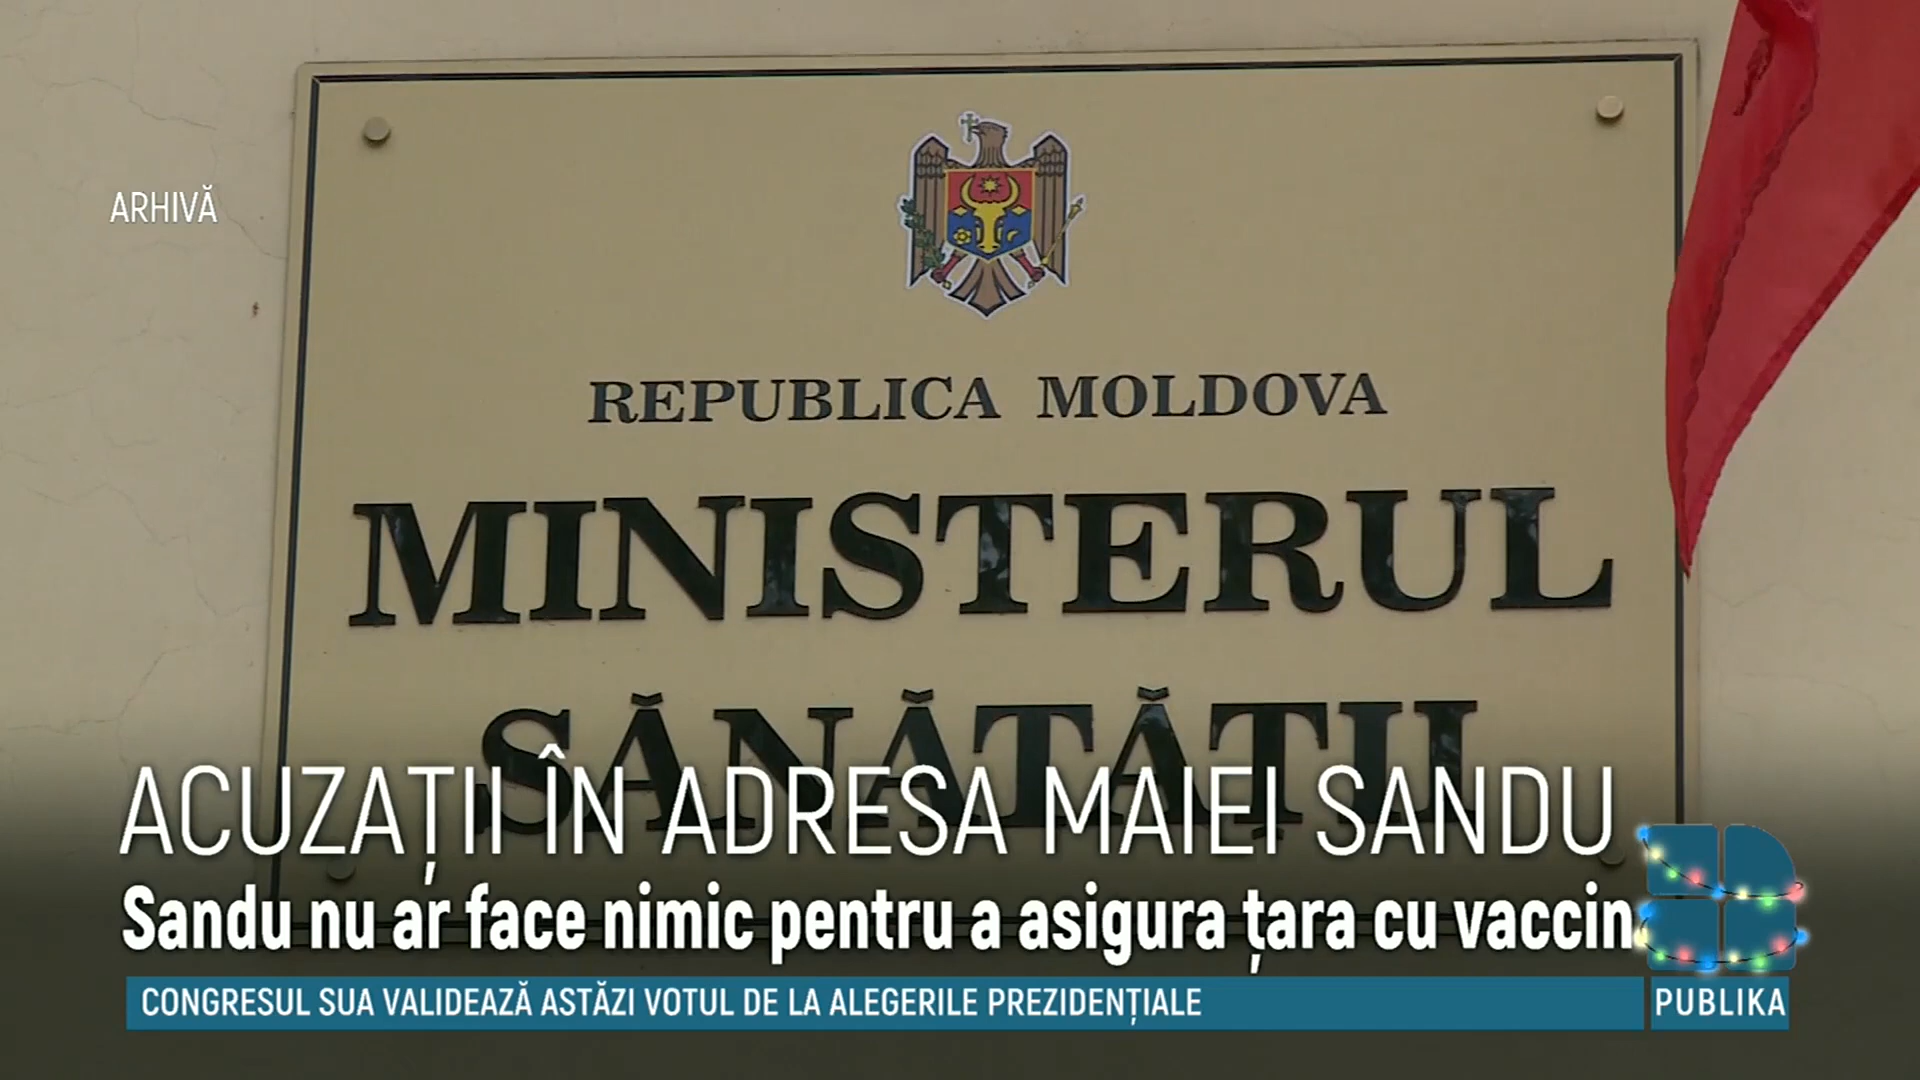 ARHIVĂ
REPUBLICA MOLDOVA
MINISTERUL
SĂNĂTĂȚII
ACUZAȚII ÎN ADRESA MAIEI SANDU
Sandu nu ar face nimic pentru a asigura țara cu vaccin
CONGRESUL SUA VALIDEAZĂ ASTĂZI VOTUL DE LA ALEGERILE PREZIDENȚIALE
PUBLIKA